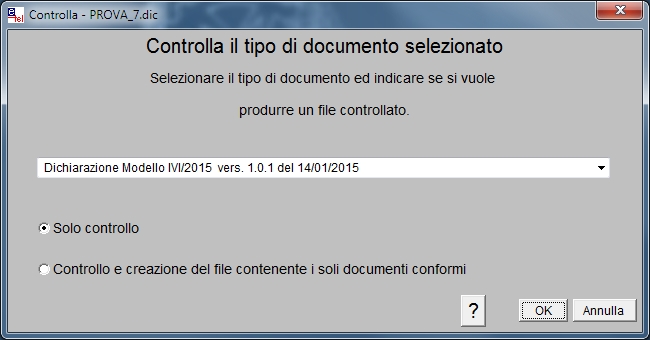 Controlla - PROVA_7.dic
Controlla il tipo di documento selezionato
Selezionare il tipo di documento ed indicare se si vuole
produrre un file controllato.
Dichiarazione Modello IVI/2015 vers. 1.0.1 del 14/01/2015
Solo controllo
Controllo e creazione del file contenente i soli documenti conformi
? OK Annulla